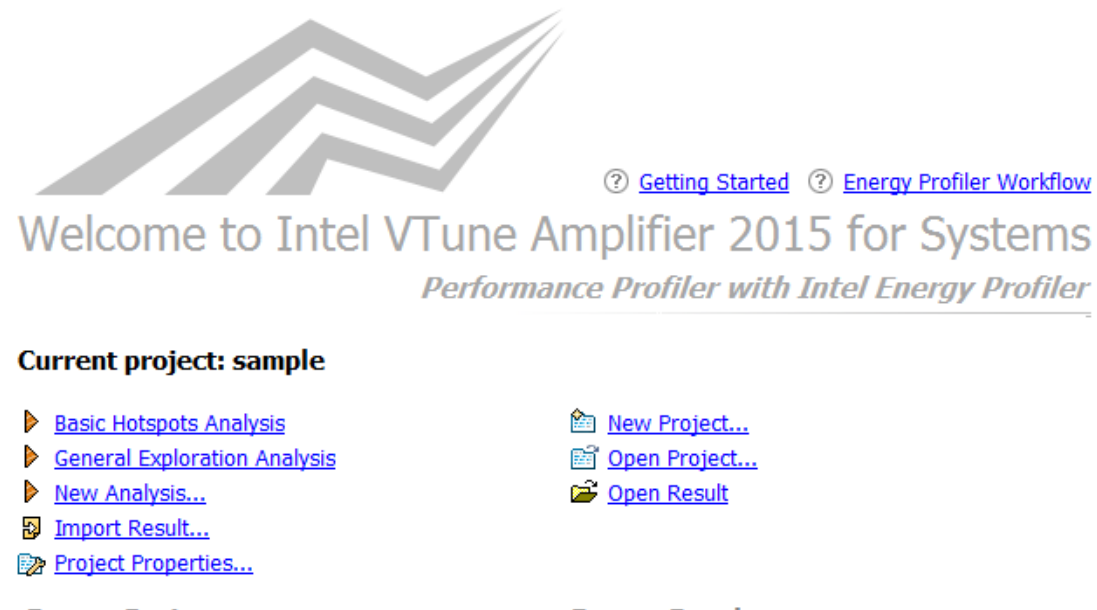 Getting Started Energy Profiler Workflow
Welcome to Intel VTune Amplifier 2015 for Systems
Performance Profiler with Intel Energy Profiler
Current project: sample
Basic Hotspots Analysis
General Exploration Analysis
New Analysis...
Import Result...
Project Properties...
New Project...
Open Project...
Open Result